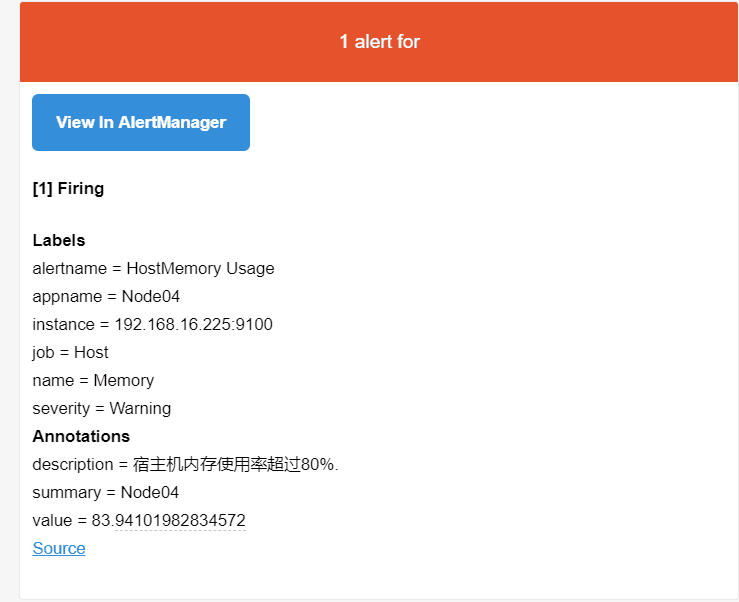 1 alert for
View In AlertManager
[1] Firing
Labels
alertname = HostMemory Usage
appname = Node04
instance = 192.168.16.225:9100
job = Host
name = Memory
severity = Warning
Annotations
description = 宿主机内存使用率超过80%.
summary = Node04
value = 83.94101982834572
Source